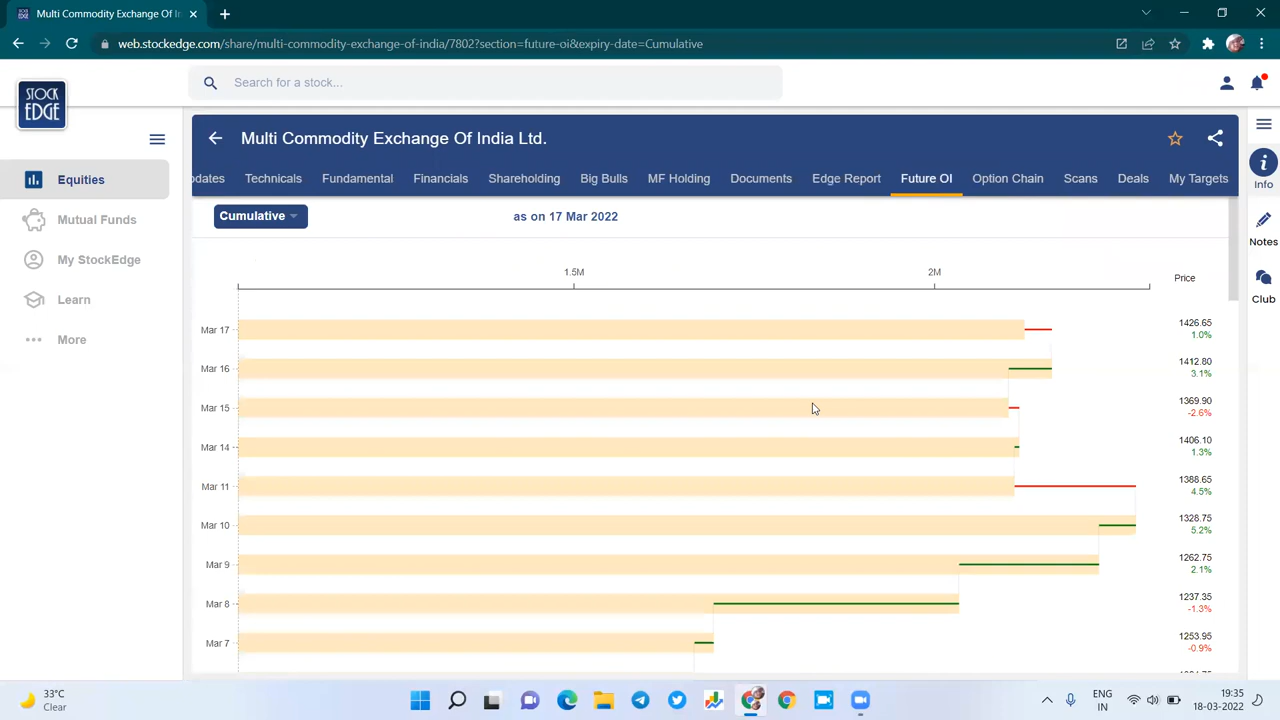 Multi Commodity Exchange Of In
web.stockedge.com/share/multi-commodity-exchange-of-india/7802?section=future-oi&expiry-date=Cumulative
STOCK
EDGE
Search for a stock...
Multi Commodity Exchange Of India Ltd.
dates Technicals Fundamental Financials Shareholding Big Bulls MF Holding Documents Edge Report Future OI Option Chain Scans Deals My Targets
Equities
Mutual Funds
My StockEdge
Learn
More
Info
Notes
Club
Cumulative as on 17 Mar 2022
1.5M 2M Price
Mar 17 1426.65
1.0%
Mar 16 1412.80
3.1%
Mar 15 1369.90
-2.6%
Mar 14 1406.10
1.3%
Mar 11 1388.65
4.5%
Mar 10 1328.75
5.2%
Mar 9 1262.75
2.1%
Mar 8 1237.35
-1.3%
Mar 7 1253.95
-0.9%
33°C
Clear
ENG
IN
19:35
18-03-2022